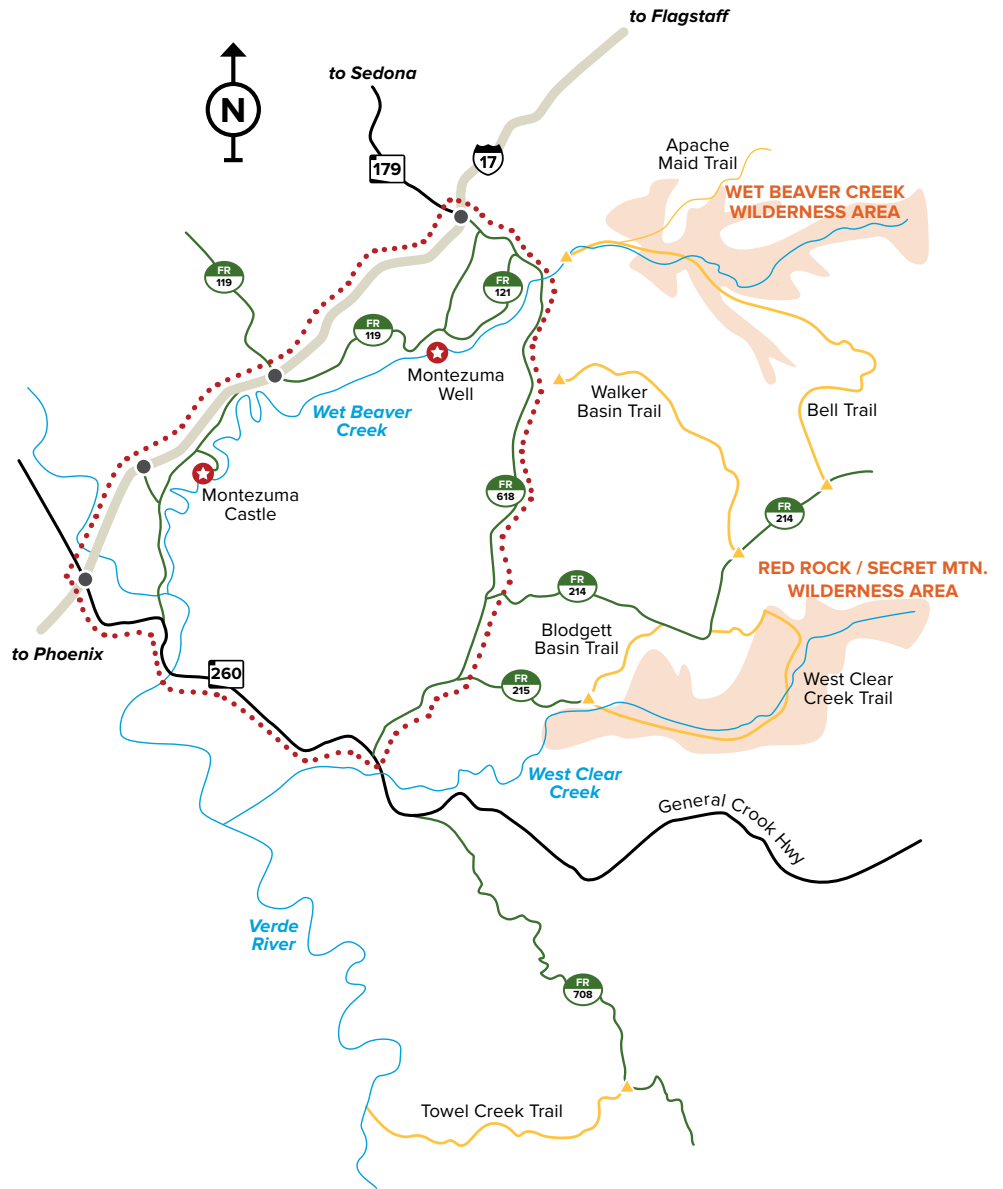 to Flagstaff
to Sedona
N
179
17
Apache
Maid Trail
WET BEAVER CREEK
WILDERNESS AREA
FR
119
FR
121
FR
119
Montezuma
Well
Walker
Basin Trail
Bell Trail
Wet Beaver
Creek
Montezuma
Castle
FR
618
FR
214
RED ROCK / SECRET MTN.
WILDERNESS AREA
FR
214
Blodgett
Basin Trail
to Phoenix
260
FR
215
West Clear
Creek Trail
West Clear
Creek
General Crook Hwy
Verde
River
FR
708
Towel Creek Trail